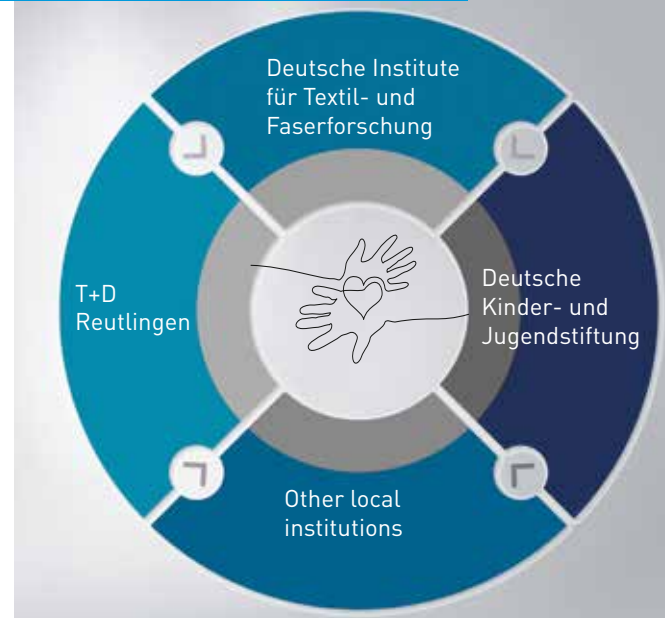 Deutsche Institute
für Textil- und
Faserforschung
T+D
Reutlingen
Deutsche
Kinder- und
Jugendstiftung
Other local
institutions